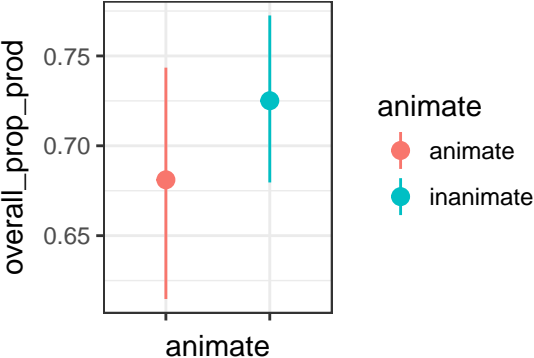 overall_prop_prod
0.75
0.70
0.65
animate
animate
animate
inanimate